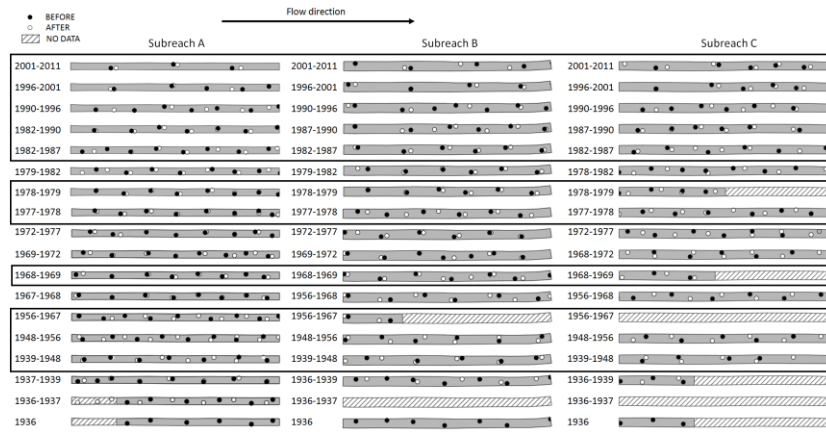 Flow direction
BEFORE
AFTER
NO DATA
Subreach A Subreach B Subreach C
2001-2011 2001-2011 2001-2011
1996-2001 1996-2001 1996-2001
1990-1996 1990-1996 1990-1996
1982-1990 1987-1990 1987-1990
1982-1987 1982-1987 1982-1987
1979-1982 1979-1982 1978-1982
1978-1979 1978-1979 1978-1979
1977-1978 1977-1978 1977-1978
1972-1977 1972-1977 1972-1977
1969-1972 1969-1972 1968-1972
1968-1969 1968-1969 1968-1969
1967-1968 1956-1968 1956-1968
1956-1967 1956-1967 1956-1967
1948-1956 1948-1956 1948-1956
1939-1948 1939-1948 1939-1948
1937-1939 1936-1939 1936-1939
1936-1937 1936-1937 1936-1937
1936 1936 1936